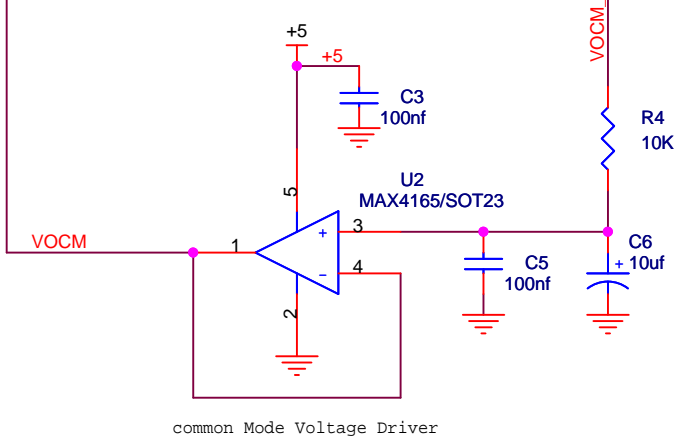 +5
+5
VOCM_
C3
100nf
R4
10K
5
U2
MAX4165/SOT23
+
3
VOCM
1
-
4
C5
100nf
C6
+
10uf
2
common Mode Voltage Driver